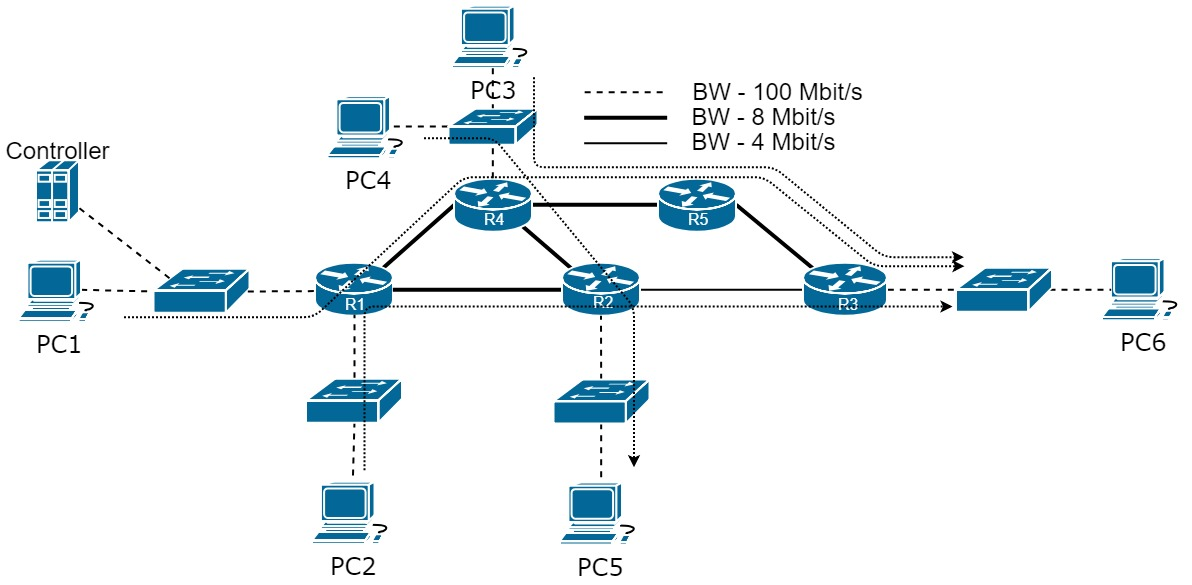 PC3
BW - 100 Mbit/s
BW - 8 Mbit/s
BW - 4 Mbit/s
Controller
PC4
R4
R5
R1
R2
R3
PC1
PC6
PC2
PC5